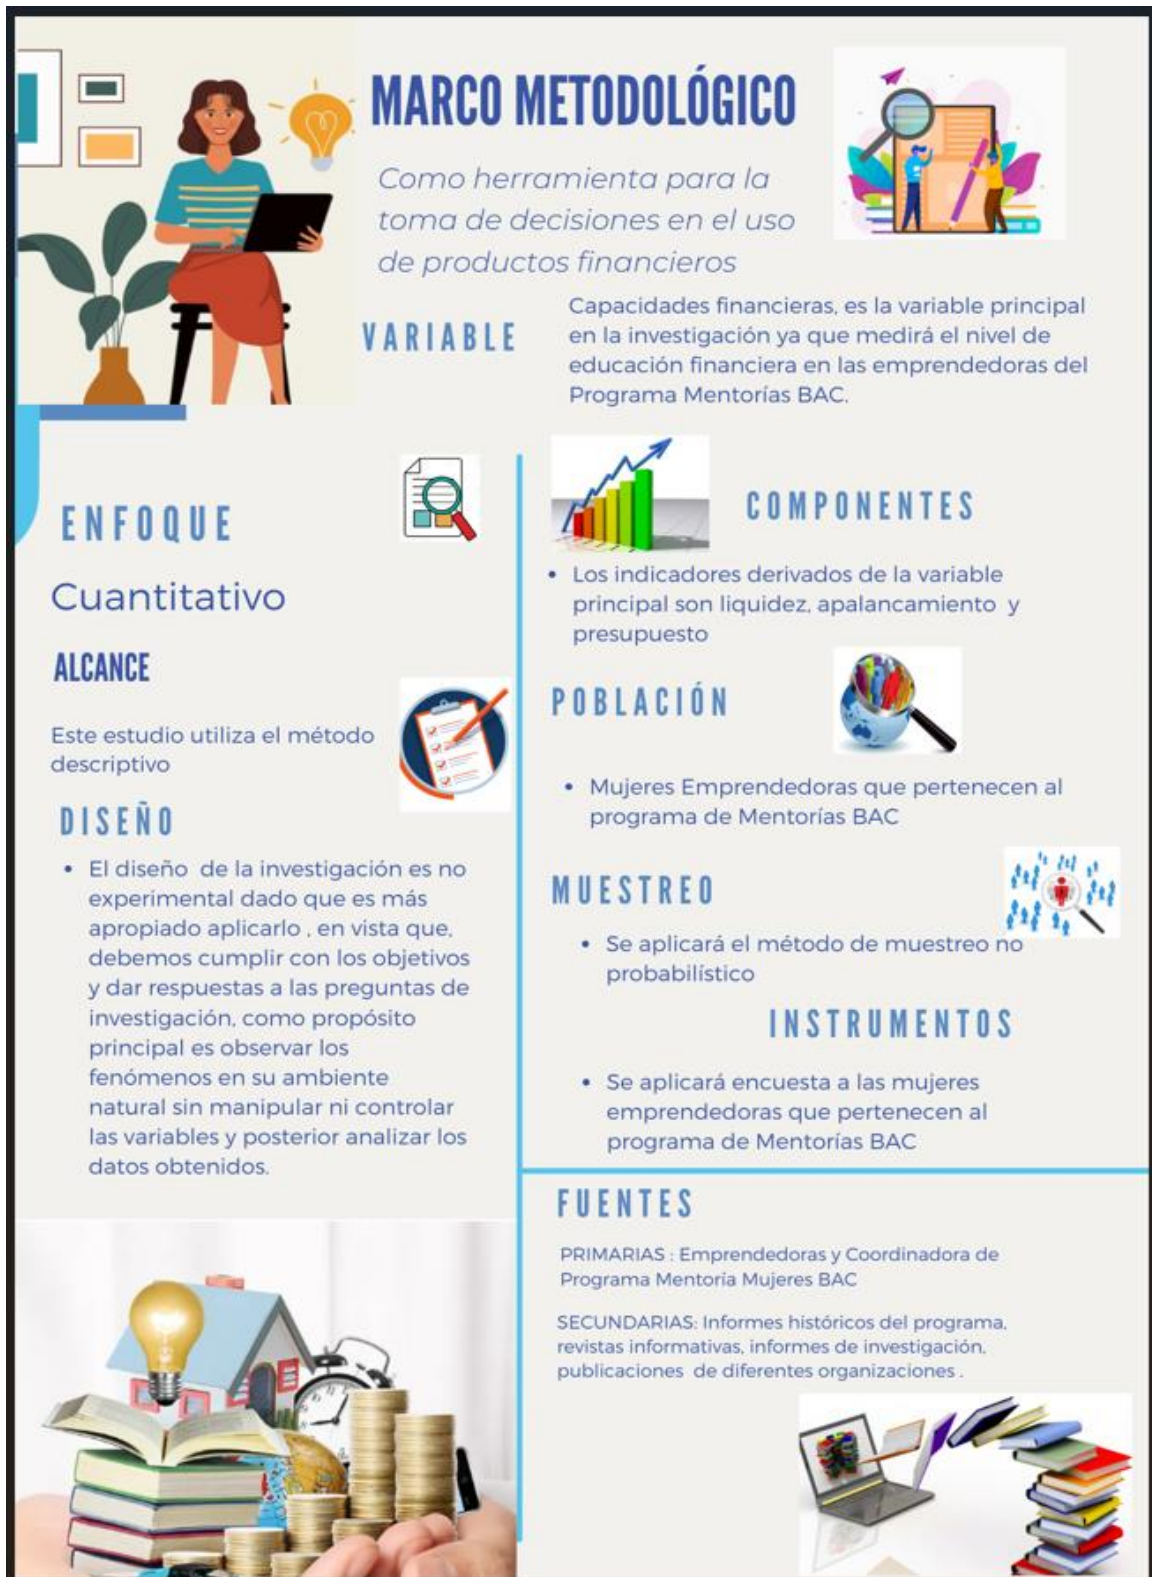 MARCO METODOLÓGICO
Como herramienta para la
toma de decisiones en el uso
de productos financieros
VARIABLE
Capacidades financieras, es la variable principal
en la investigación ya que medirá el nivel de
educación financiera en las emprendedoras del
Programa Mentorías BAC.
ENFOQUE
Cuantitativo
ALCANCE
Este estudio utiliza el método
descriptivo
DISEÑO
• El diseño de la investigación es no
experimental dado que es más
apropiado aplicarlo , en vista que,
debemos cumplir con los objetivos
y dar respuestas a las preguntas de
investigación, como propósito
principal es observar los
fenómenos en su ambiente
natural sin manipular ni controlar
las variables y posterior analizar los
datos obtenidos.
COMPONENTES
• Los indicadores derivados de la variable
principal son liquidez, apalancamiento y
presupuesto
POBLACIÓN
• Mujeres Emprendedoras que pertenecen al
programa de Mentorías BAC
MUESTREO
• Se aplicará el método de muestreo no
probabilístico
INSTRUMENTOS
• Se aplicará encuesta a las mujeres
emprendedoras que pertenecen al
programa de Mentorías BAC
FUENTES
PRIMARIAS : Emprendedoras y Coordinadora de
Programa Mentoría Mujeres BAC
SECUNDARIAS: Informes históricos del programa,
revistas informativas, informes de investigación,
publicaciones de diferentes organizaciones .